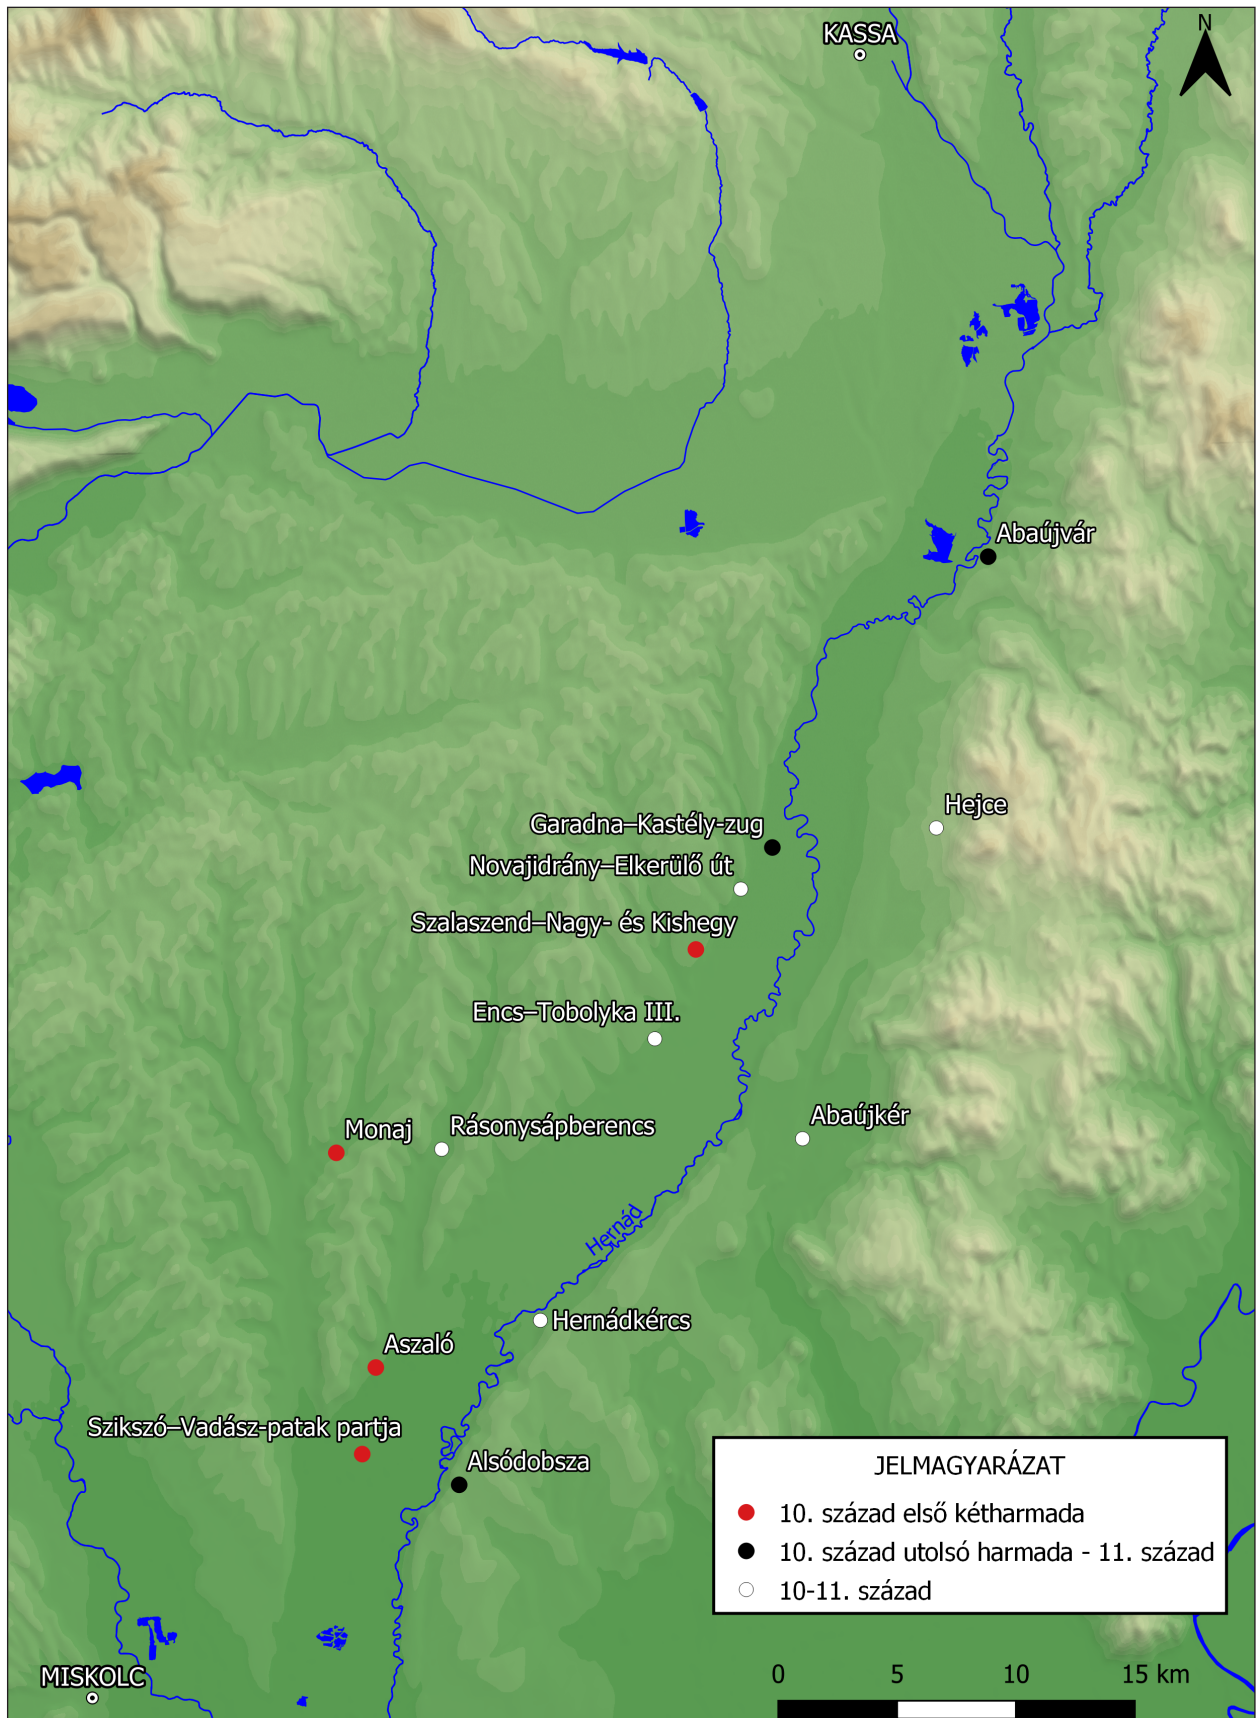 KASSA
N
Abaújvár
Hejce
Garadna–Kastély-zug
Novajidrány–Elkerülő út
Szalaszend–Nagy- és Kishegy
Encs–Tobolyka III.
Abaújkér
Monaj
Rásonysápberencs
Hernád
Hernádkércs
Aszaló
Szikszó–Vadász-patak partja
Alsódobsza
JELMAGYARÁZAT
10. század első kétharmada
10. század utolsó harmada - 11. század
10-11. század
MISKOLC
0 5 10 15 km